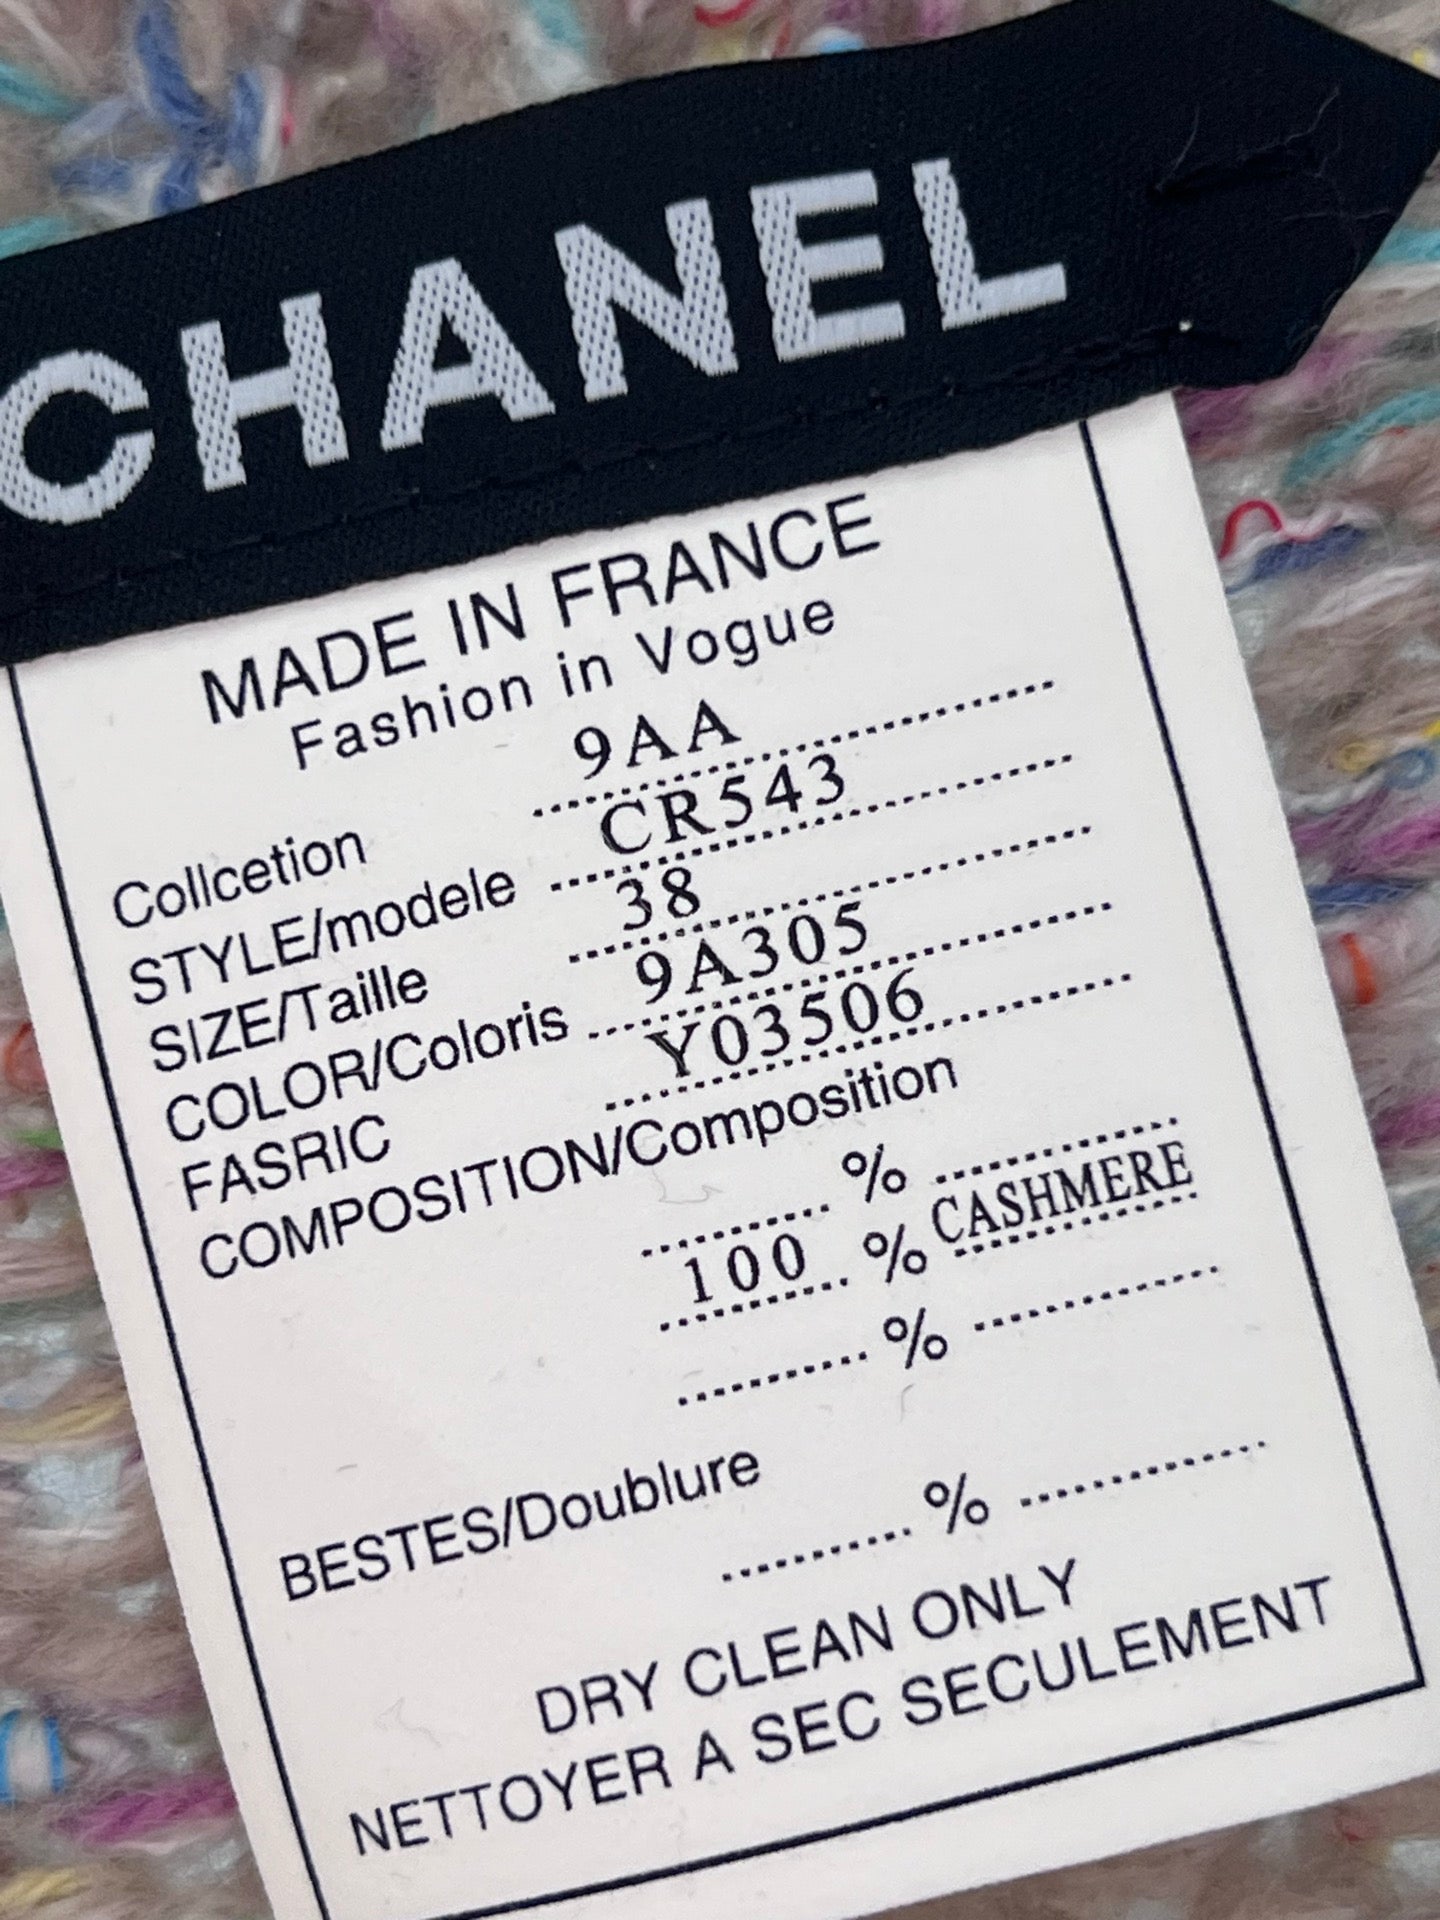 CHANEL
MADE IN FRANCE
Fashion in Vogue
Collcetion 9AA
STYLE/modele CR543
SIZE/Taille 38
COLOR/Coloris 9A305
FASRIC Y03506
COMPOSITION/Composition
%
100 % CASHMERE
%
BESTES/Doublure
%
DRY CLEAN ONLY
NETTOYER A SEC SECULEMENT